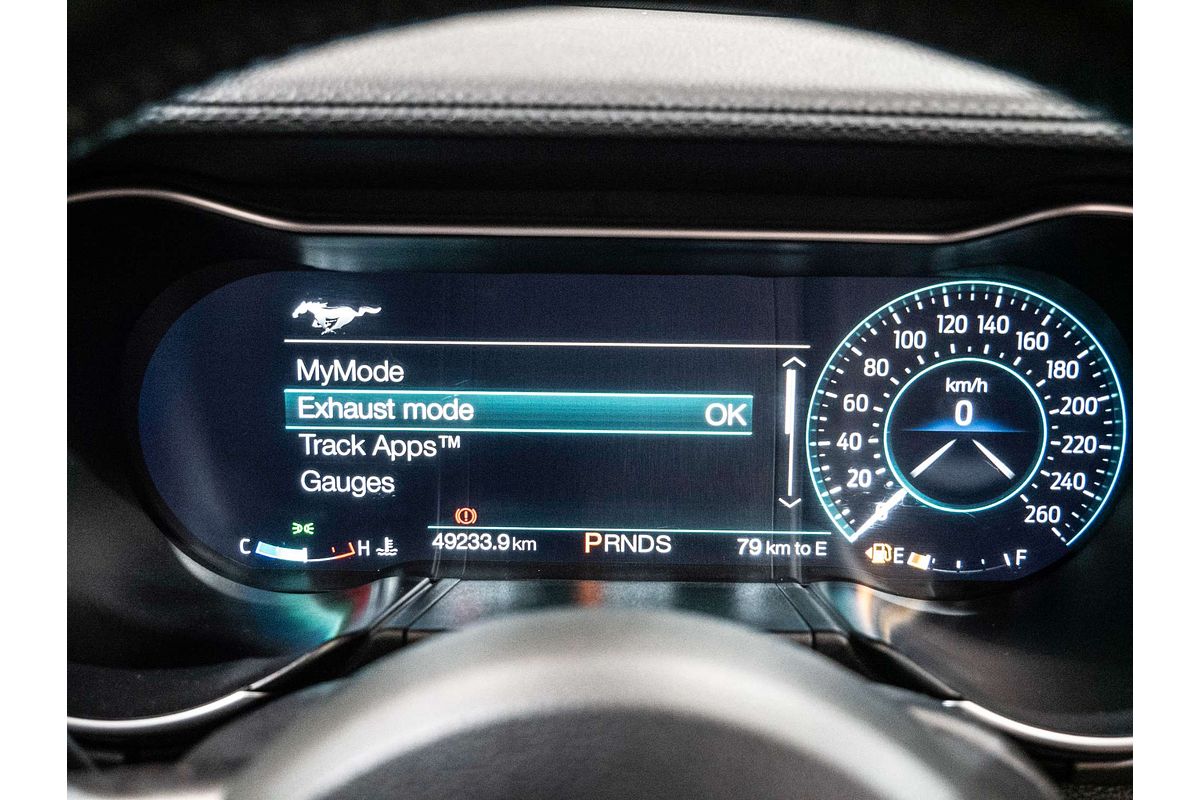 MyMode
Exhaust mode OK
Track Apps™
Gauges
C H
49233.9 km
PRNDS
79 km to E
20 40 60 80 100 120 140 160 180 200 220 240 260
km/h
0
E F